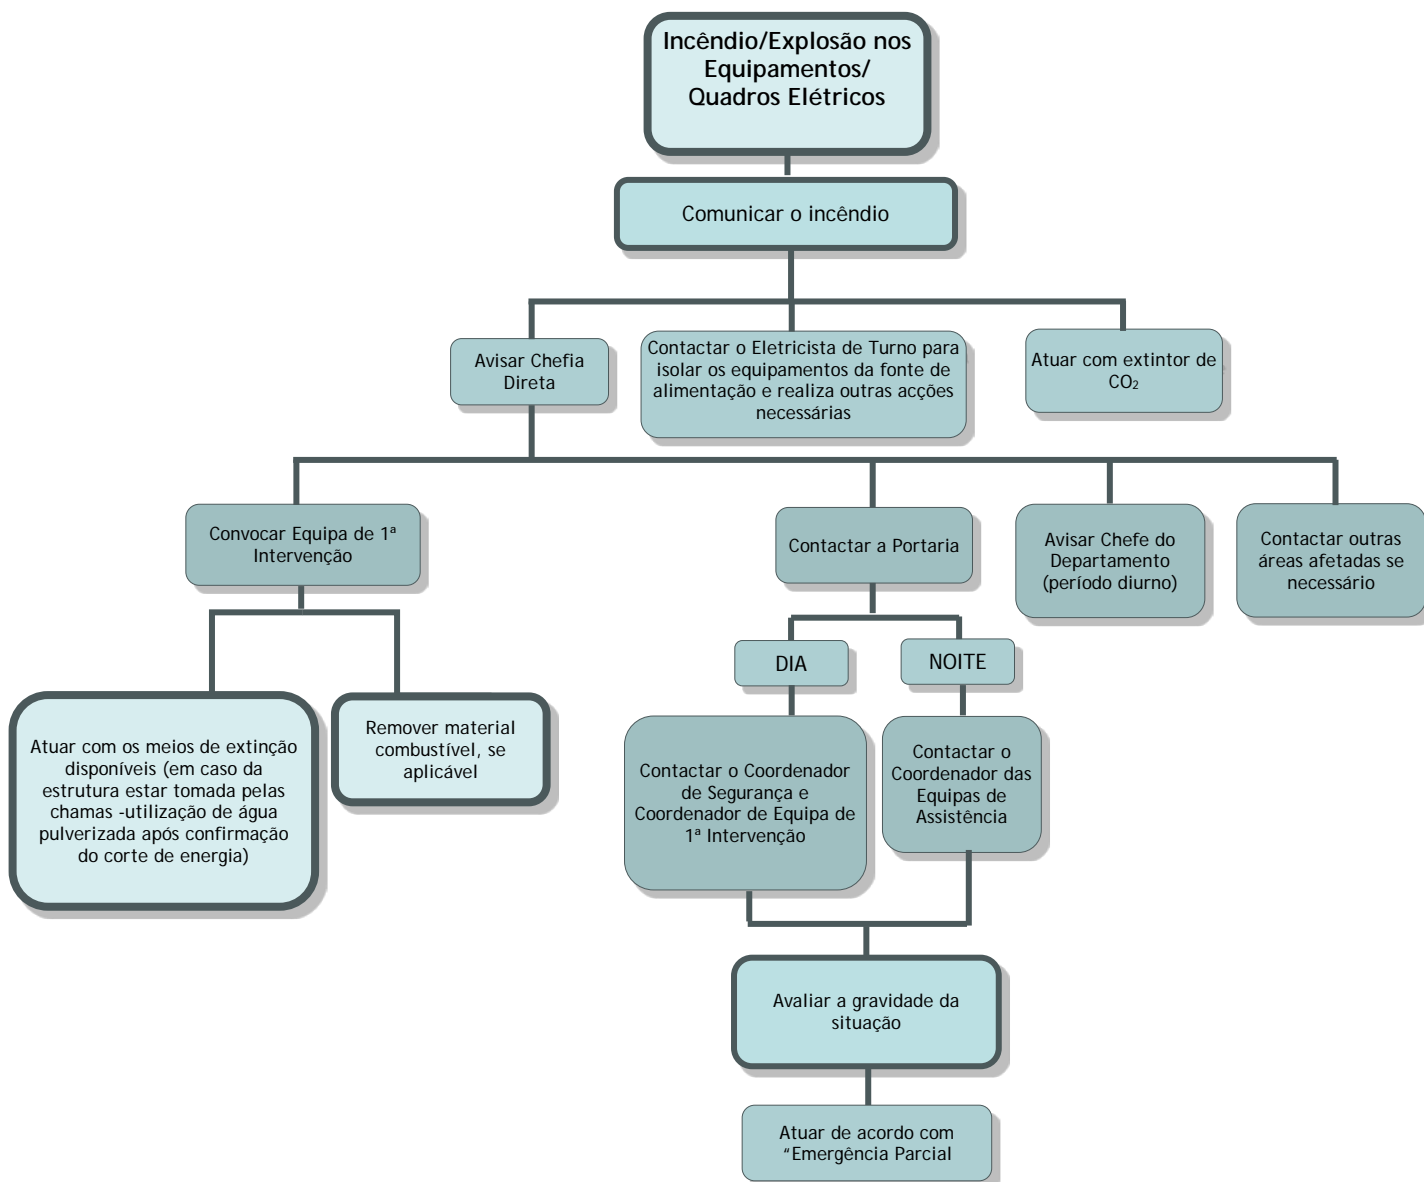 Incêndio/Explosão nos
Equipamentos/
Quadros Elétricos
Comunicar o incêndio
Avisar Chefia
Direta
Contactar o Eletricista de Turno para
isolar os equipamentos da fonte de
alimentação e realiza outras acções
necessárias
Atuar com extintor de
CO₂
Convocar Equipa de 1ª
Intervenção
Contactar a Portaria
Avisar Chefe do
Departamento
(período diurno)
Contactar outras
áreas afetadas se
necessário
DIA
NOITE
Atuar com os meios de extinção
disponíveis (em caso da
estrutura estar tomada pelas
chamas -utilização de água
pulverizada após confirmação
do corte de energia)
Remover material
combustível, se
aplicável
Contactar o Coordenador
de Segurança e
Coordenador de Equipa de
1ª Intervenção
Contactar o
Coordenador das
Equipas de
Assistência
Avaliar a gravidade da
situação
Atuar de acordo com
“Emergência Parcial